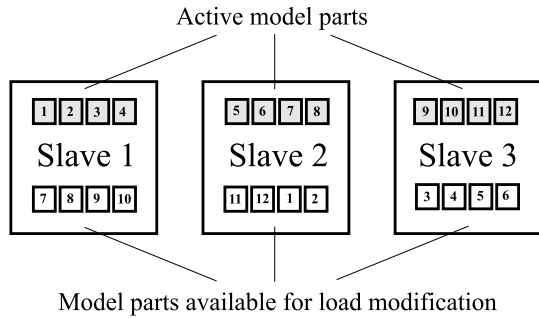 Active model parts
1 2 3 4
5 6 7 8
9 10 11 12
Slave 1
Slave 2
Slave 3
7 8 9 10
11 12 1 2
3 4 5 6
Model parts available for load modification